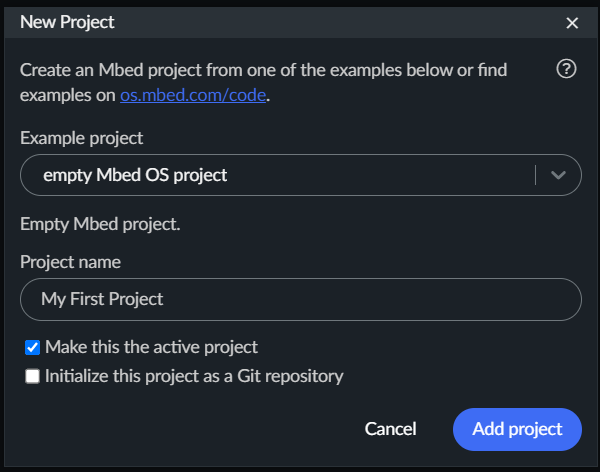 New Project
Create an Mbed project from one of the examples below or find
examples on os.mbed.com/code.
Example project
empty Mbed OS project
Empty Mbed project.
Project name
My First Project
Make this the active project
Initialize this project as a Git repository
Cancel
Add project